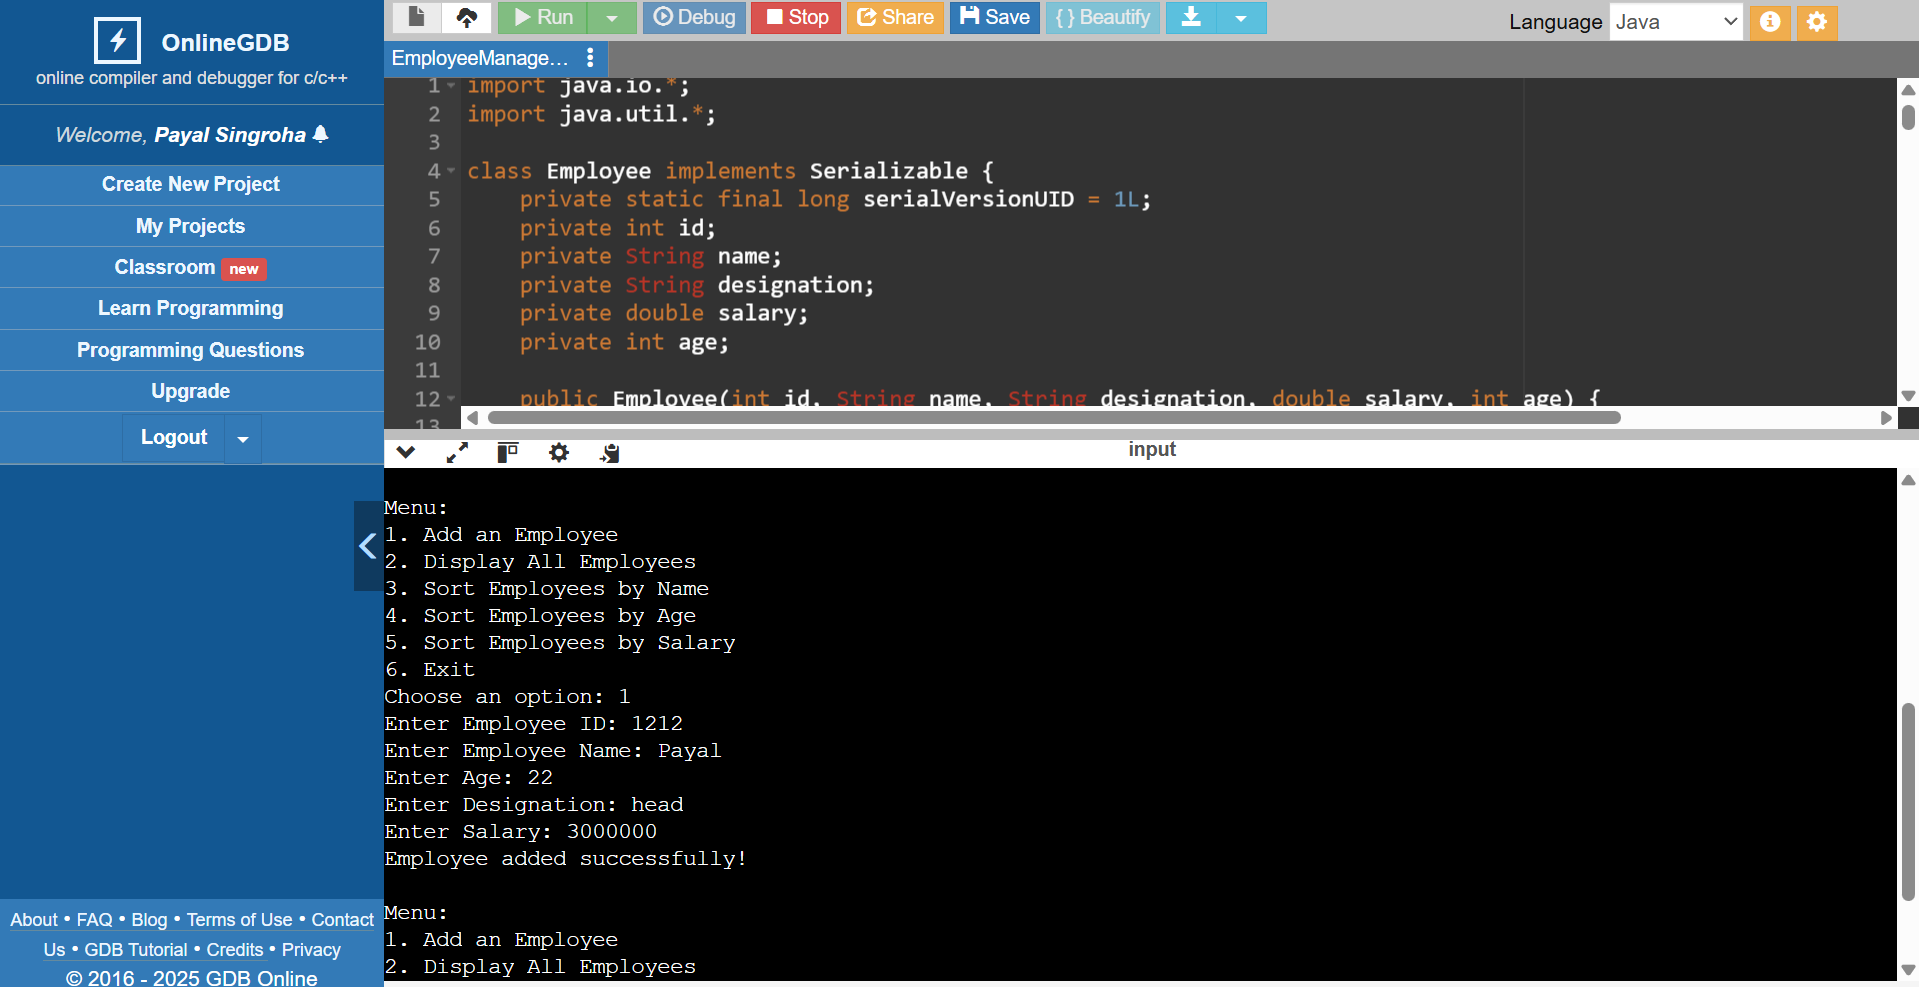 OnlineGDB
online compiler and debugger for c/c++
Welcome, Payal Singroha
Create New Project
My Projects
Classroom new
Learn Programming
Programming Questions
Upgrade
Logout
About • FAQ • Blog • Terms of Use • Contact
Us • GDB Tutorial • Credits • Privacy
© 2016 - 2025 GDB Online
Run Debug Stop Share Save { } Beautify
Language Java
EmployeeManage...
1 import java.io.*;
2 import java.util.*;
3
4 class Employee implements Serializable {
5 private static final long serialVersionUID = 1L;
6 private int id;
7 private String name;
8 private String designation;
9 private double salary;
10 private int age;
11
12 public Employee(int id, String name, String designation, double salary, int age) {
13
input
Menu:
1. Add an Employee
2. Display All Employees
3. Sort Employees by Name
4. Sort Employees by Age
5. Sort Employees by Salary
6. Exit
Choose an option: 1
Enter Employee ID: 1212
Enter Employee Name: Payal
Enter Age: 22
Enter Designation: head
Enter Salary: 3000000
Employee added successfully!
Menu:
1. Add an Employee
2. Display All Employees